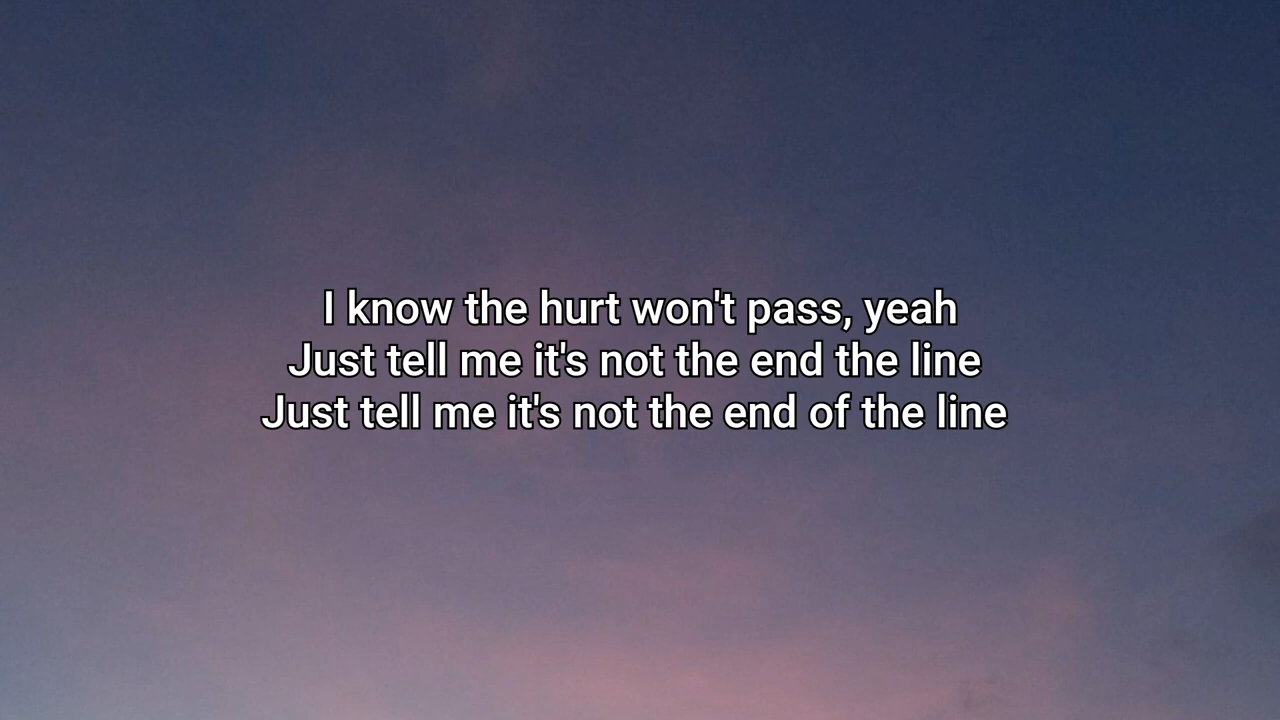 I know the hurt won't pass, yeah
Just tell me it's not the end the line
Just tell me it's not the end of the line